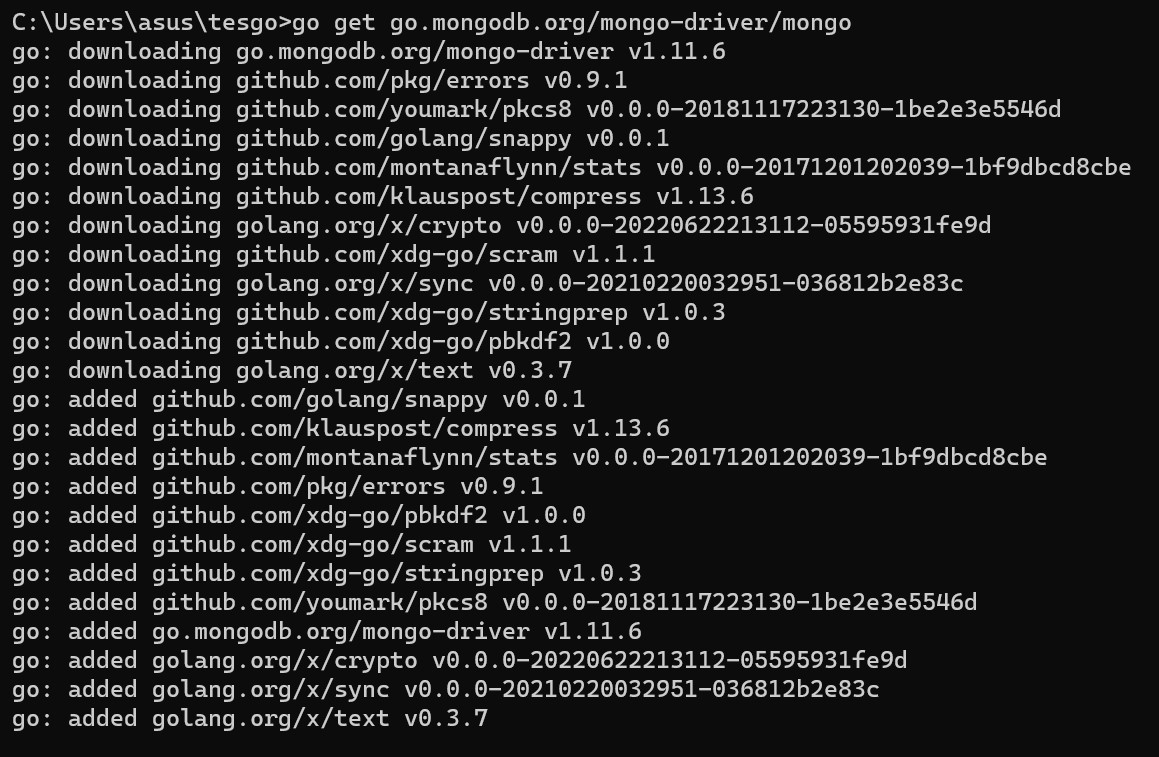 C:\Users\asus\tesgo>go get go.mongodb.org/mongo-driver/mongo
go: downloading go.mongodb.org/mongo-driver v1.11.6
go: downloading github.com/pkg/errors v0.9.1
go: downloading github.com/youmark/pkcs8 v0.0.0-20181117223130-1be2e3e5546d
go: downloading github.com/golang/snappy v0.0.1
go: downloading github.com/montanaflynn/stats v0.0.0-20171201202039-1bf9dbcd8cbe
go: downloading github.com/klauspost/compress v1.13.6
go: downloading golang.org/x/crypto v0.0.0-20220622213112-05595931fe9d
go: downloading github.com/xdg-go/scram v1.1.1
go: downloading golang.org/x/sync v0.0.0-20210220032951-036812b2e83c
go: downloading github.com/xdg-go/stringprep v1.0.3
go: downloading github.com/xdg-go/pbkdf2 v1.0.0
go: downloading golang.org/x/text v0.3.7
go: added github.com/golang/snappy v0.0.1
go: added github.com/klauspost/compress v1.13.6
go: added github.com/montanaflynn/stats v0.0.0-20171201202039-1bf9dbcd8cbe
go: added github.com/pkg/errors v0.9.1
go: added github.com/xdg-go/pbkdf2 v1.0.0
go: added github.com/xdg-go/scram v1.1.1
go: added github.com/xdg-go/stringprep v1.0.3
go: added github.com/youmark/pkcs8 v0.0.0-20181117223130-1be2e3e5546d
go: added go.mongodb.org/mongo-driver v1.11.6
go: added golang.org/x/crypto v0.0.0-20220622213112-05595931fe9d
go: added golang.org/x/sync v0.0.0-20210220032951-036812b2e83c
go: added golang.org/x/text v0.3.7